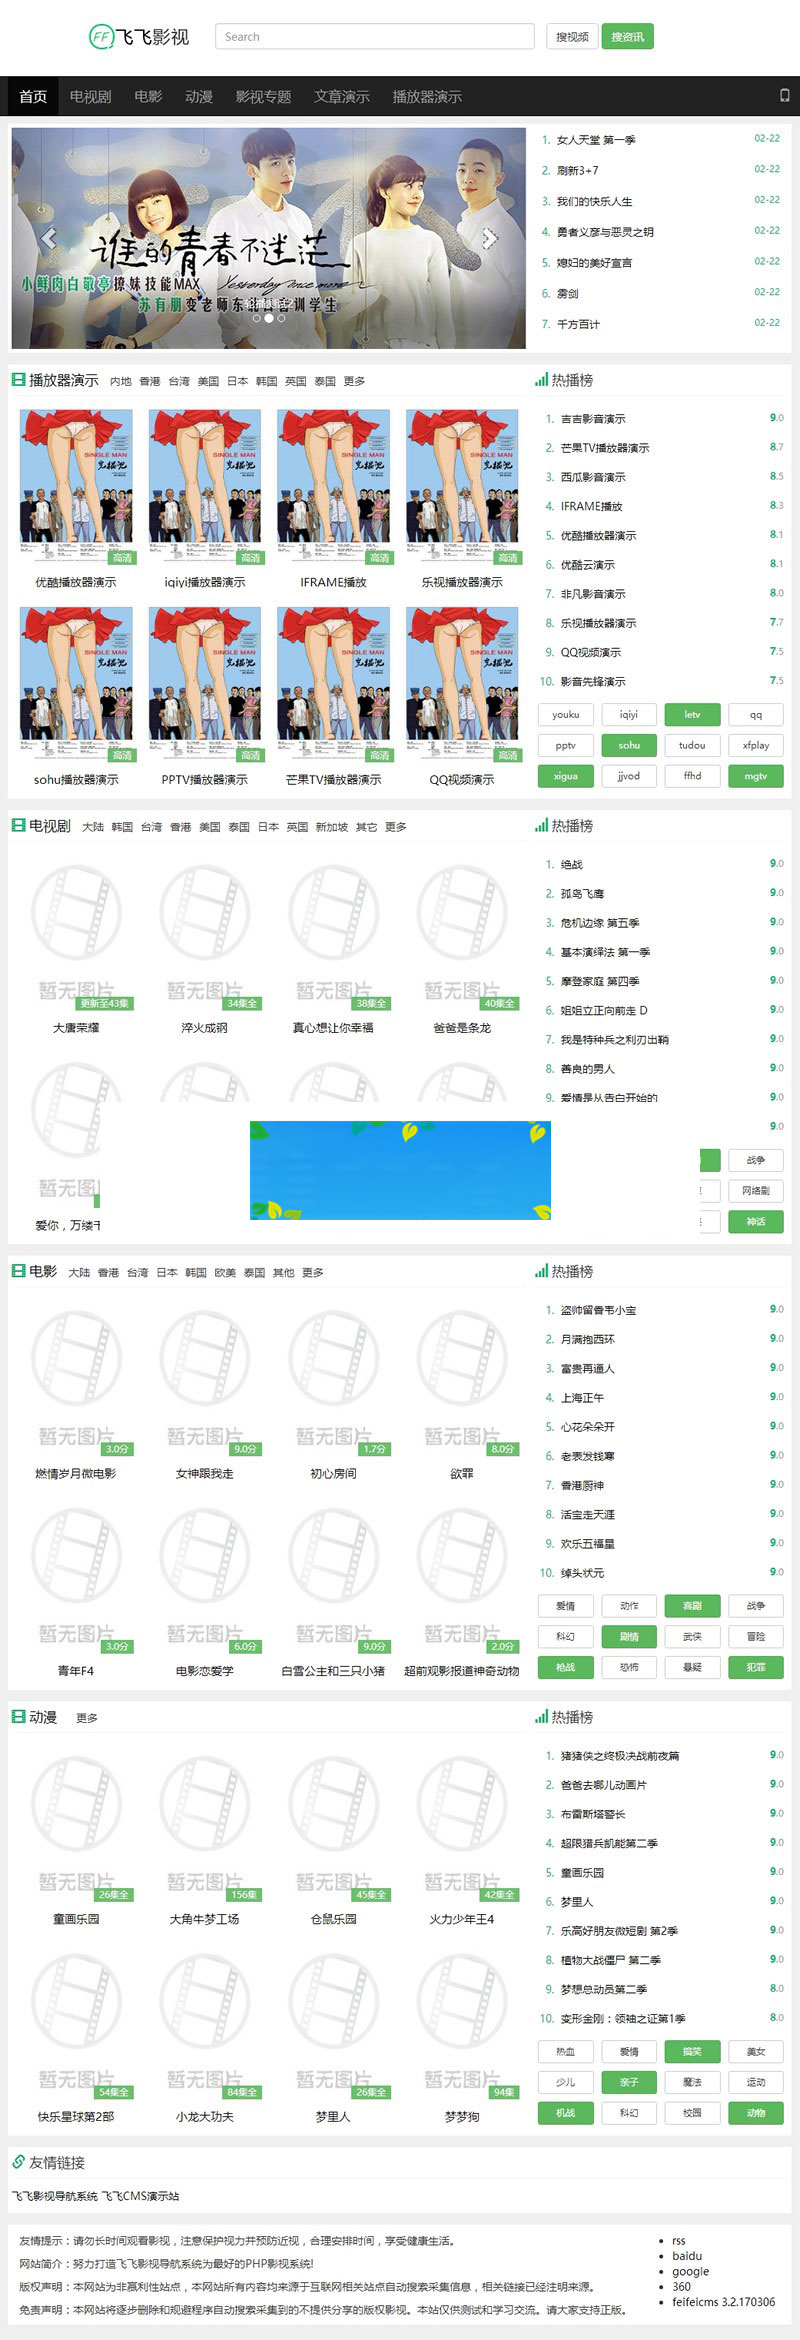 FF 飞飞影视
Search
搜视频 搜资讯
首页 电视剧 电影 动漫 影视专题 文章演示 播放器演示
谁的青春不迷茫
Yesterday once more
小鲜肉白敬亭撩妹技能MAX
苏有朋变老师东
训学生
1. 女人天堂 第一季 02-22
2. 刷新3+7 02-22
3. 我们的快乐人生 02-22
4. 勇者义彦与恶灵之钥 02-22
5. 媳妇的美好宣言 02-22
6. 雳剑 02-22
7. 千方百计 02-22
播放器演示 内地 香港 台湾 美国 日本 韩国 英国 泰国 更多
SINGLE MAN SINGLE MAN SINGLE MAN SINGLE MAN
高清 高清 高清 高清
优酷播放器演示 iqiyi播放器演示 IFRAME播放 乐视播放器演示
SINGLE MAN SINGLE MAN SINGLE MAN SINGLE MAN
高清 高清 高清 高清
sohu播放器演示 PPTV播放器演示 芒果TV播放器演示 QQ视频演示
热播榜
1. 吉吉影音演示 9.0
2. 芒果TV播放器演示 8.7
3. 西瓜影音演示 8.5
4. IFRAME播放 8.3
5. 优酷播放器演示 8.1
6. 优酷云演示 8.1
7. 非凡影音演示 8.0
8. 乐视播放器演示 7.7
9. QQ视频演示 7.5
10. 影音先锋演示 7.5
youku iqiyi letv qq
pptv sohu tudou xfplay
xigua jjvod ffhd mgtv
电视剧 大陆 韩国 台湾 香港 美国 泰国 日本 英国 新加坡 其它 更多
暂无图片 暂无图片 暂无图片 暂无图片
更新至43集 34集全 38集全 40集全
大唐荣耀 淬火成钢 真心想让你幸福 爸爸是条龙
暂无图
爱你，万缕千
热播榜
1. 绝战 9.0
2. 孤岛飞鹰 9.0
3. 危机边缘 第五季 9.0
4. 基本演绎法 第一季 9.0
5. 摩登家庭 第四季 9.0
6. 姐姐立正向前走 D 9.0
7. 我是特种兵之利刃出鞘 9.0
8. 善良的男人 9.0
9. 爱情是从告白开始的 9.0
9.0
战争
网络剧
神话
电影 大陆 香港 台湾 日本 韩国 欧美 泰国 其他 更多
暂无图片 暂无图片 暂无图片 暂无图片
3.0分 9.0分 1.7分 8.0分
燃情岁月微电影 女神跟我走 初心房间 欲罪
暂无图片 暂无图片 暂无图片 暂无图片
3.0分 6.0分 9.0分 2.0分
青年F4 电影恋爱学 白雪公主和三只小猪 超前观影报道神奇动物
热播榜
1. 盗帅留香韦小宝 9.0
2. 月满抱西环 9.0
3. 富贵再逼人 9.0
4. 上海正午 9.0
5. 心花朵朵开 9.0
6. 老表发钱寒 9.0
7. 香港厨神 9.0
8. 活宝走天涯 9.0
9. 欢乐五福星 9.0
10. 绰头状元 9.0
爱情 动作 喜剧 战争
科幻 剧情 武侠 冒险
枪战 恐怖 悬疑 犯罪
动漫 更多
暂无图片 暂无图片 暂无图片 暂无图片
26集全 156集 45集全 42集全
童画乐园 大角牛梦工场 仓鼠乐园 火力少年王4
暂无图片 暂无图片 暂无图片 暂无图片
54集全 84集全 26集全 94集
快乐星球第2部 小龙大功夫 梦里人 梦梦狗
热播榜
1. 猪猪侠之终极决战前夜篇 9.0
2. 爸爸去哪儿动画片 9.0
3. 布雷斯塔警长 9.0
4. 超限猎兵凯能第二季 9.0
5. 童画乐园 9.0
6. 梦里人 9.0
7. 乐高好朋友微短剧 第2季 9.0
8. 植物大战僵尸 第二季 9.0
9. 梦想总动员第二季 8.0
10. 变形金刚：领袖之证第1季 8.0
热血 爱情 搞笑 美女
少儿 亲子 魔法 运动
机战 科幻 校园 动物
友情链接
飞飞影视导航系统 飞飞CMS演示站
友情提示：请勿长时间观看影视，注意保护视力并预防近视，合理安排时间，享受健康生活。
网站简介：努力打造飞飞影视导航系统为最好的PHP影视系统!
版权声明：本网站为非赢利性站点，本网站所有内容均来源于互联网相关站点自动搜索采集信息，相关链接已经注明来源。
免责声明：本网站将逐步删除和规避程序自动搜索采集到的不提供分享的版权影视。本站仅供测试和学习交流。请大家支持正版。
rss
baidu
google
360
feifeicms 3.2.170306